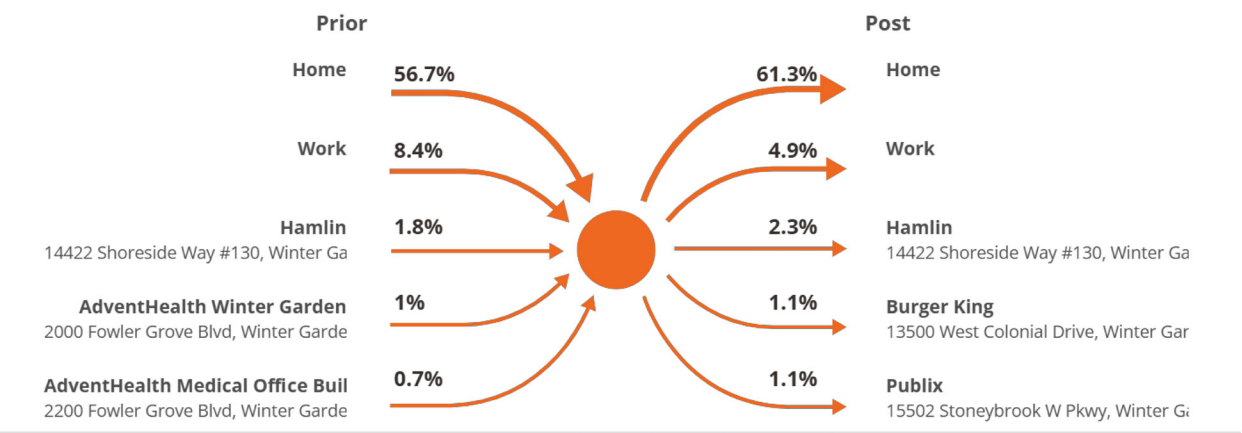 Prior
Post
Home
56.7%
61.3%
Home
Work
8.4%
4.9%
Work
Hamlin
1.8%
2.3%
Hamlin
14422 Shoreside Way #130, Winter Ga
14422 Shoreside Way #130, Winter Ga
AdventHealth Winter Garden
1%
1.1%
Burger King
2000 Fowler Grove Blvd, Winter Garde
13500 West Colonial Drive, Winter Gar
AdventHealth Medical Office Buil
0.7%
1.1%
Publix
2200 Fowler Grove Blvd, Winter Garde
15502 Stoneybrook W Pkwy, Winter Ga